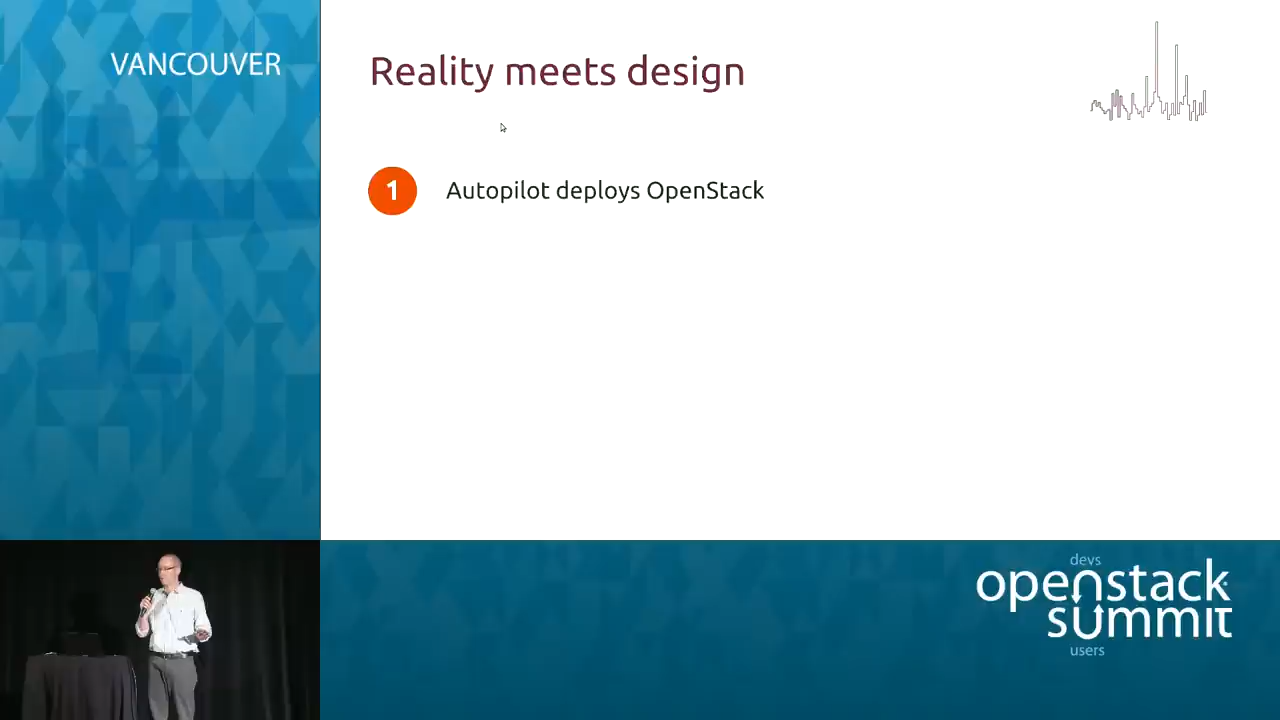 VANCOUVER
Reality meets design
1 Autopilot deploys OpenStack
devs
openstack
summit
users